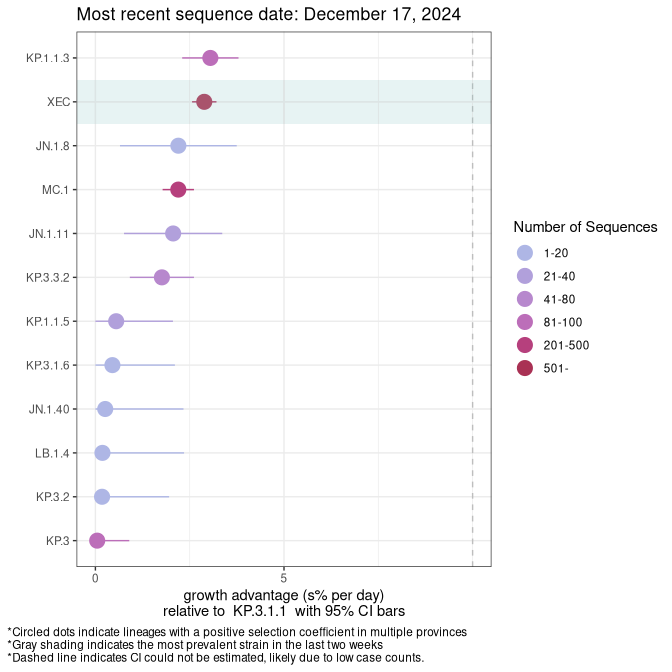 Most recent sequence date: December 17, 2024
KP.1.1.3
XEC
JN.1.8
MC.1
JN.1.11
KP.3.3.2
KP.1.1.5
KP.3.1.6
JN.1.40
LB.1.4
KP.3.2
KP.3
0 5
growth advantage (s% per day)
relative to KP.3.1.1 with 95% CI bars
Number of Sequences
1-20
21-40
41-80
81-100
201-500
501-
*Circled dots indicate lineages with a positive selection coefficient in multiple provinces
*Gray shading indicates the most prevalent strain in the last two weeks
*Dashed line indicates CI could not be estimated, likely due to low case counts.